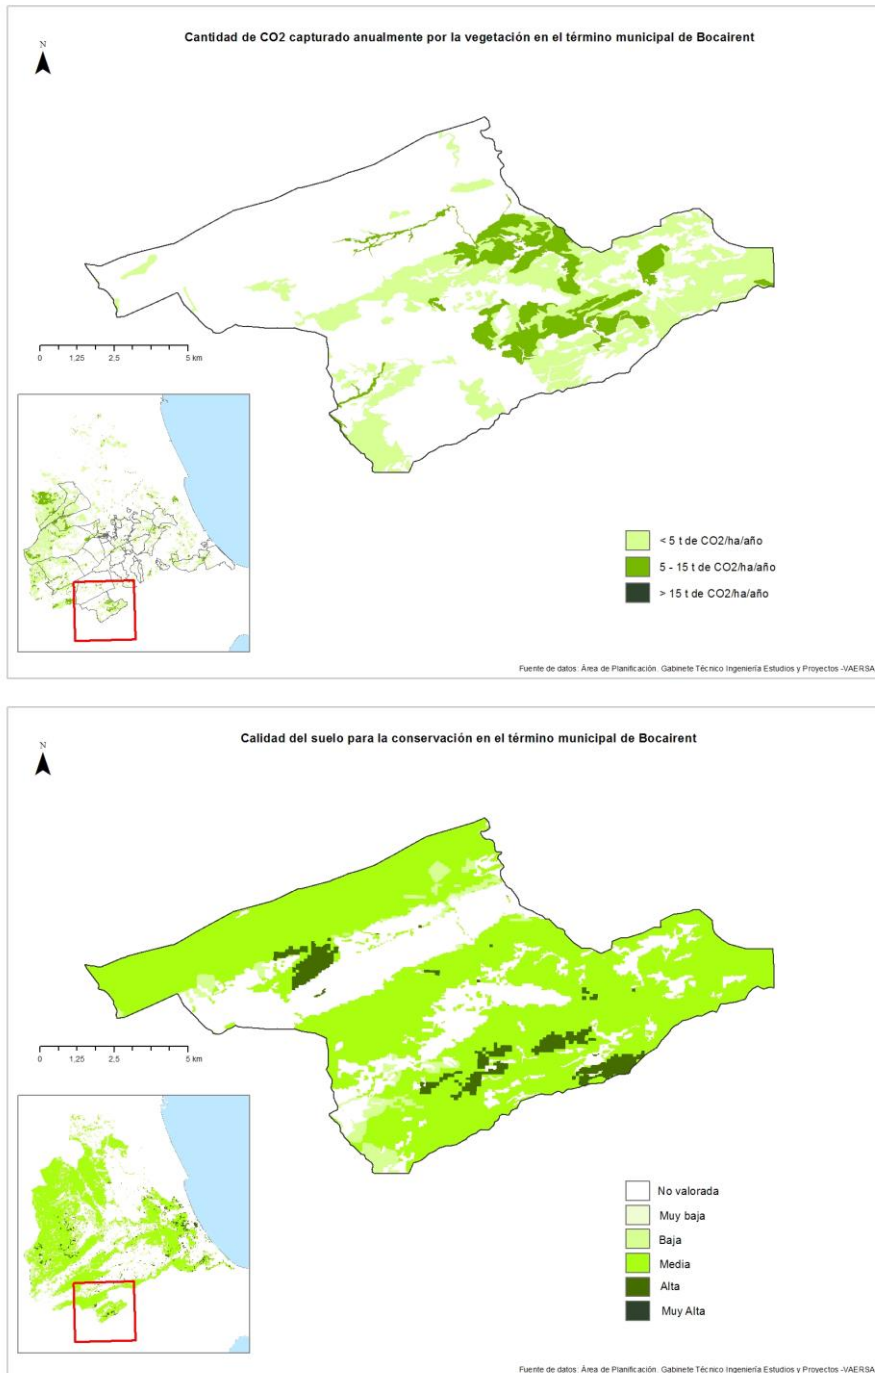 Cantidad de CO2 capturado anualmente por la vegetación en el término municipal de Bocairent
N
0 1,25 2,5 5 km
< 5 t de CO2/ha/año
5 - 15 t de CO2/ha/año
> 15 t de CO2/ha/año
Fuente de datos: Área de Planificación. Gabinete Técnico Ingeniería Estudios y Proyectos -VAERSA
Calidad del suelo para la conservación en el término municipal de Bocairent
N
0 1,25 2,5 5 km
No valorada
Muy baja
Baja
Media
Alta
Muy Alta
Fuente de datos: Área de Planificación. Gabinete Técnico Ingeniería Estudios y Proyectos -VAERSA